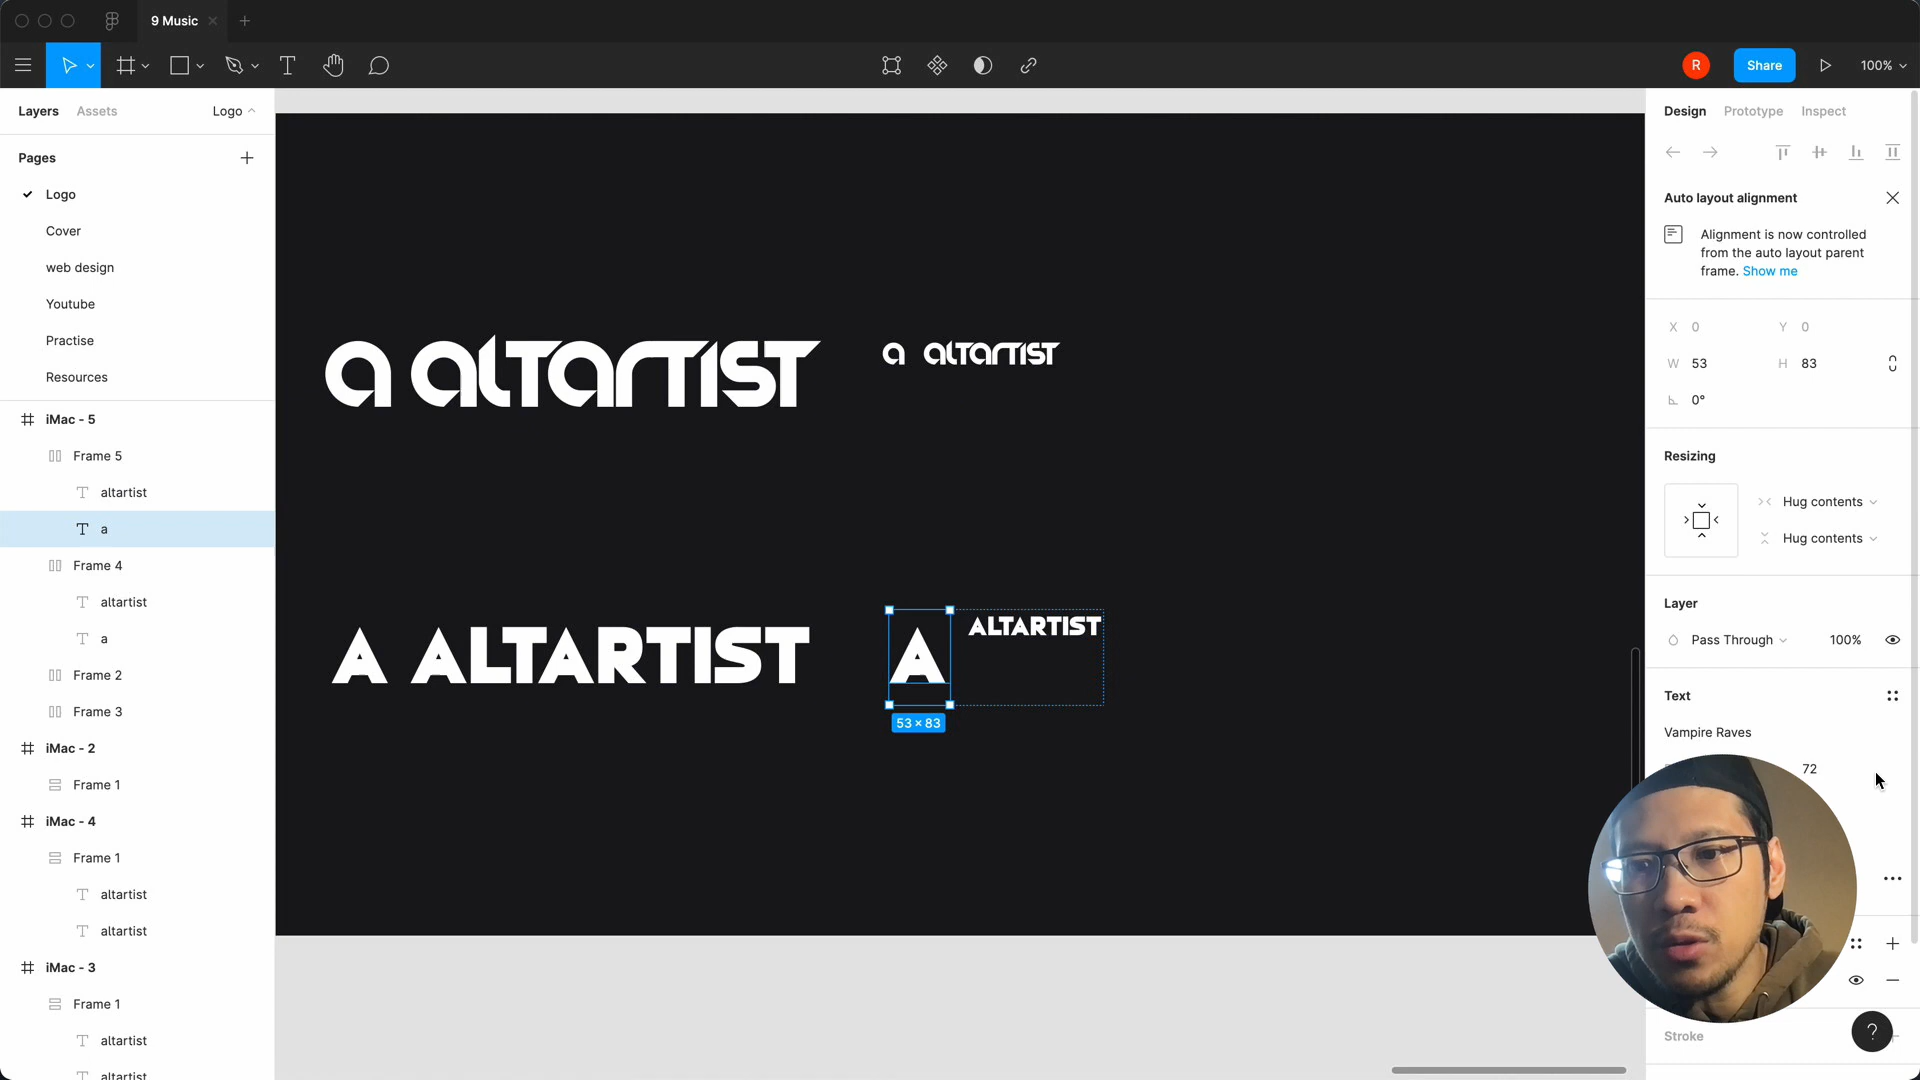 9 Music
R
Share
100%
Layers
Assets
Logo
Design
Prototype
Inspect
Pages
Logo
Cover
web design
Youtube
Practise
Resources
iMac - 5
Frame 5
altartist
a
Frame 4
altartist
a
Frame 2
Frame 3
iMac - 2
Frame 1
iMac - 4
Frame 1
altartist
altartist
iMac - 3
Frame 1
altartist
altartist
a altartist
a altartist
A ALTARTIST
A
ALTARTIST
53 × 83
Auto layout alignment
Alignment is now controlled
from the auto layout parent
frame. Show me
X 0
Y 0
W 53
H 83
0°
Resizing
Hug contents
Hug contents
Layer
Pass Through
100%
Text
Vampire Raves
72
Stroke
?